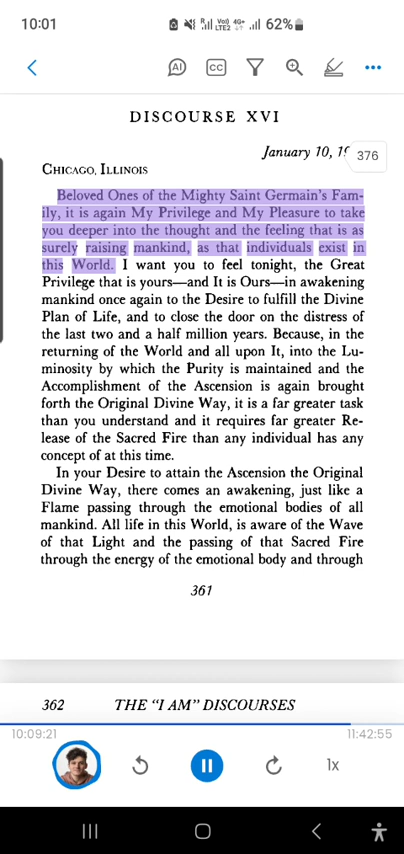 10:01
62%
AI
CC
DISCOURSE XVI
January 10, 19
376
CHICAGO, ILLINOIS
Beloved Ones of the Mighty Saint Germain's Fam-
ily, it is again My Privilege and My Pleasure to take
you deeper into the thought and the feeling that is as
surely raising mankind, as that individuals exist in
this World. I want you to feel tonight, the Great
Privilege that is yours—and It is Ours—in awakening
mankind once again to the Desire to fulfill the Divine
Plan of Life, and to close the door on the distress of
the last two and a half million years. Because, in the
returning of the World and all upon It, into the Lu-
minosity by which the Purity is maintained and the
Accomplishment of the Ascension is again brought
forth the Original Divine Way, it is a far greater task
than you understand and it requires far greater Re-
lease of the Sacred Fire than any individual has any
concept of at this time.
In your Desire to attain the Ascension the Original
Divine Way, there comes an awakening, just like a
Flame passing through the emotional bodies of all
mankind. All life in this World, is aware of the Wave
of that Light and the passing of that Sacred Fire
through the energy of the emotional body and through
361
362 THE "I AM" DISCOURSES
10:09:21 11:42:55
1x